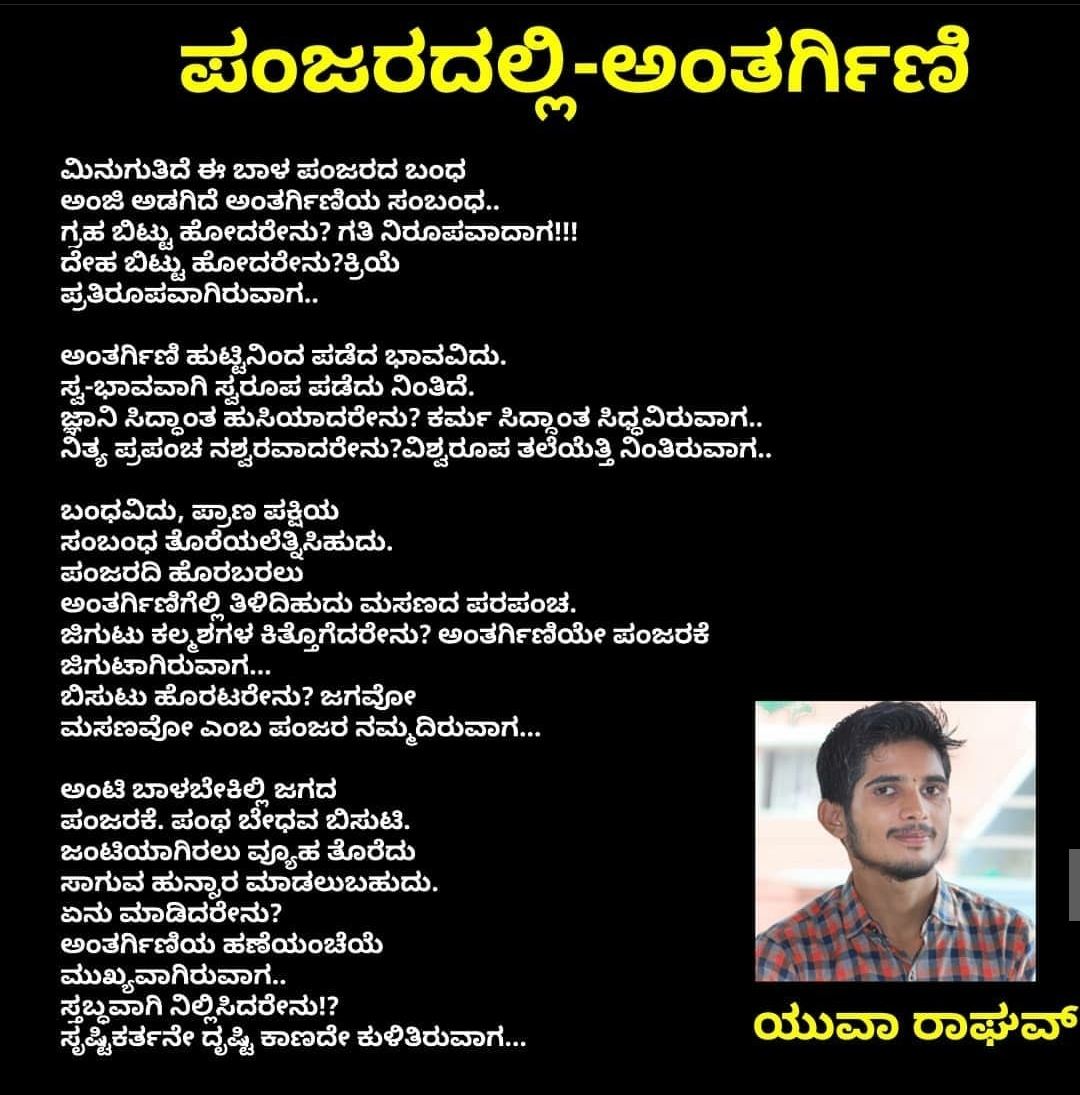 ಪಂಜರದಲ್ಲಿ-ಅಂತರ್ಗಿಣಿ
ಮಿನುಗುತಿದೆ ಈ ಬಾಳ ಪಂಜರದ ಬಂಧ
ಅಂಜಿ ಅಡಗಿದೆ ಅಂತರ್ಗಿಣಿಯ ಸಂಬಂಧ..
ಗ್ರಹ ಬಿಟ್ಟು ಹೋದರೇನು? ಗತಿ ನಿರೂಪವಾದಾಗ!!!
ದೇಹ ಬಿಟ್ಟು ಹೋದರೇನು?ಕ್ರಿಯೆ
ಪ್ರತಿರೂಪವಾಗಿರುವಾಗ..
ಅಂತರ್ಗಿಣಿ ಹುಟ್ಟಿನಿಂದ ಪಡೆದ ಭಾವವಿದು.
ಸ್ವ-ಭಾವವಾಗಿ ಸ್ವರೂಪ ಪಡೆದು ನಿಂತಿದೆ.
ಜ್ಞಾನಿ ಸಿದ್ಧಾಂತ ಹುಸಿಯಾದರೇನು? ಕರ್ಮ ಸಿದ್ಧಾಂತ ಸಿಧ್ಧವಿರುವಾಗ..
ನಿತ್ಯ ಪ್ರಪಂಚ ನಶ್ವರವಾದರೇನು?ವಿಶ್ವರೂಪ ತಲೆಯೆತ್ತಿ ನಿಂತಿರುವಾಗ..
ಬಂಧವಿದು, ಪ್ರಾಣ ಪಕ್ಷಿಯ
ಸಂಬಂಧ ತೊರೆಯಲೆತ್ನಿಸಿಹುದು.
ಪಂಜರದಿ ಹೊರಬರಲು
ಅಂತರ್ಗಿಣಿಗೆಲ್ಲಿ ತಿಳಿದಿಹುದು ಮಸಣದ ಪರಪಂಚ.
ಜಿಗುಟು ಕಲ್ಮಶಗಳ ಕಿತ್ತೊಗೆದರೇನು? ಅಂತರ್ಗಿಣಿಯೇ ಪಂಜರಕೆ
ಜಿಗುಟಾಗಿರುವಾಗ...
ಬಿಸುಟು ಹೊರಟರೇನು? ಜಗವೋ
ಮಸಣವೋ ಎಂಬ ಪಂಜರ ನಮ್ಮದಿರುವಾಗ...
ಅಂಟಿ ಬಾಳಬೇಕಿಲ್ಲಿ ಜಗದ
ಪಂಜರಕೆ. ಪಂಥ ಬೇಧವ ಬಿಸುಟಿ.
ಜಂಟಿಯಾಗಿರಲು ವ್ಯೂಹ ತೊರೆದು
ಸಾಗುವ ಹುನ್ನಾರ ಮಾಡಲುಬಹುದು.
ಏನು ಮಾಡಿದರೇನು?
ಅಂತರ್ಗಿಣಿಯ ಹಣೆಯಂಚೆಯೆ
ಮುಖ್ಯವಾಗಿರುವಾಗ..
ಸ್ತಬ್ಧವಾಗಿ ನಿಲ್ಲಿಸಿದರೇನು!?
ಸೃಷ್ಟಿಕರ್ತನೇ ದೃಷ್ಟಿ ಕಾಣದೇ ಕುಳಿತಿರುವಾಗ...
ಯುವಾ ರಾಘವ್